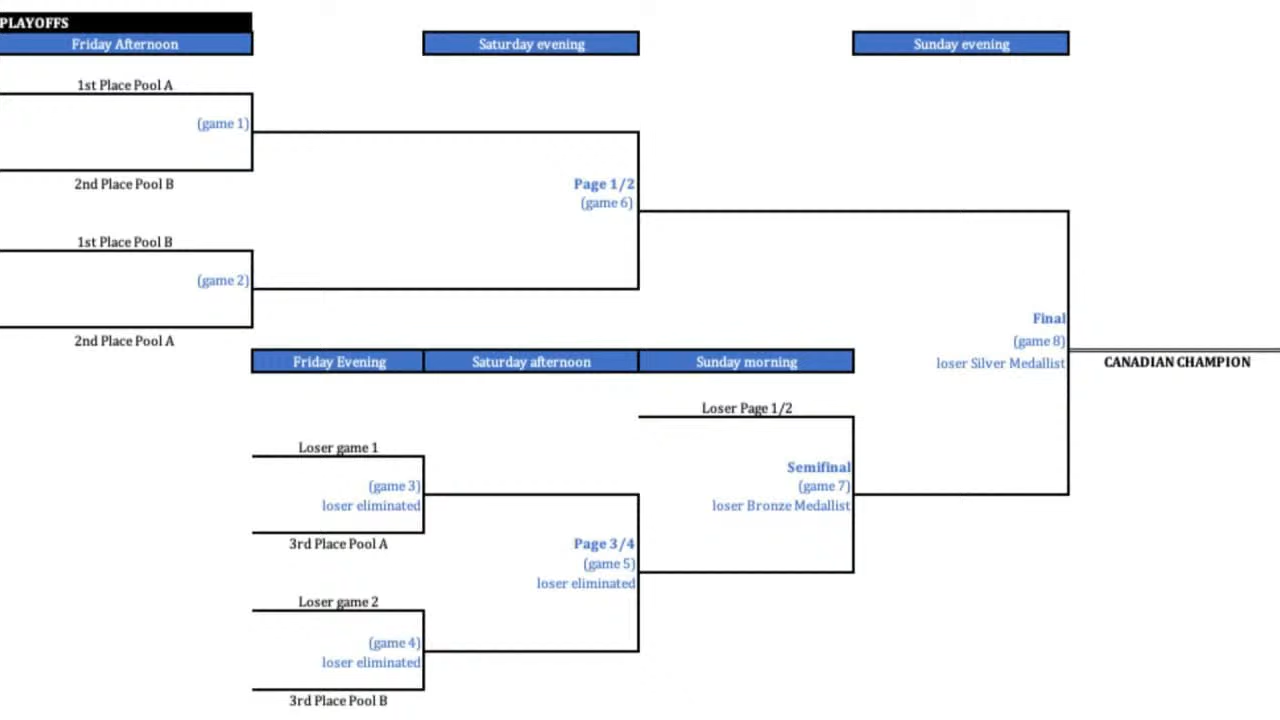 PLAYOFFS
Friday Afternoon
Saturday evening
Sunday evening
1st Place Pool A
(game 1)
2nd Place Pool B
Page 1/2
(game 6)
1st Place Pool B
(game 2)
2nd Place Pool A
Final
(game 8)
loser Silver Medallist
CANADIAN CHAMPION
Friday Evening
Saturday afternoon
Sunday morning
Loser Page 1/2
Loser game 1
(game 3)
loser eliminated
3rd Place Pool A
Semifinal
(game 7)
loser Bronze Medallist
Page 3/4
(game 5)
loser eliminated
Loser game 2
(game 4)
loser eliminated
3rd Place Pool B